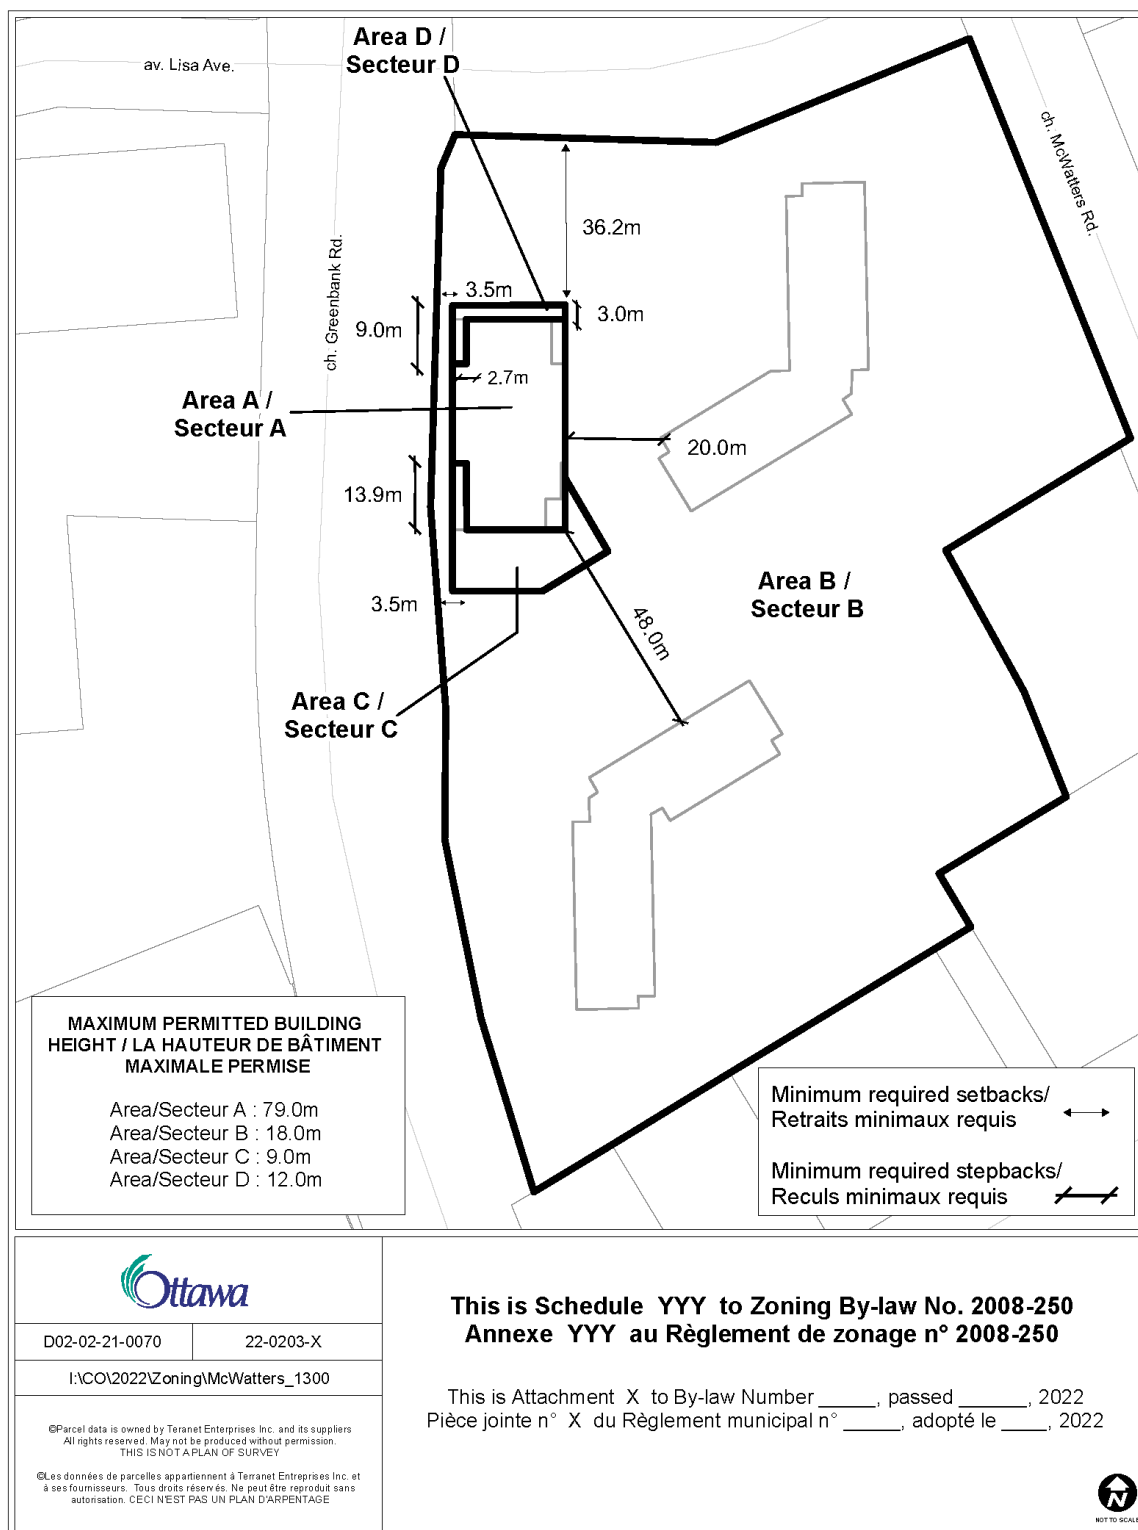 Area D /
Secteur D
av. Lisa Ave.
ch. McWatters Rd.
36.2m
ch. Greenbank Rd.
3.5m
3.0m
9.0m
2.7m
Area A /
Secteur A
20.0m
13.9m
Area B /
Secteur B
3.5m
48.0m
Area C /
Secteur C
MAXIMUM PERMITTED BUILDING
HEIGHT / LA HAUTEUR DE BÂTIMENT
MAXIMALE PERMISE
Area/Secteur A : 79.0m
Area/Secteur B : 18.0m
Area/Secteur C : 9.0m
Area/Secteur D : 12.0m
Minimum required setbacks/
Retraits minimaux requis
Minimum required stepbacks/
Reculs minimaux requis
Ottawa
D02-02-21-0070
22-0203-X
I:\CO\2022\Zoning\McWatters_1300
©Parcel data is owned by Teranet Enterprises Inc. and its suppliers
All rights reserved. May not be produced without permission.
THIS IS NOT A PLAN OF SURVEY
©Les données de parcelles appartiennent à Terranet Entreprises Inc. et
à ses fournisseurs. Tous droits réservés. Ne peut être reproduit sans
autorisation. CECI N'EST PAS UN PLAN D'ARPENTAGE
This is Schedule YYY to Zoning By-law No. 2008-250
Annexe YYY au Règlement de zonage n° 2008-250
This is Attachment X to By-law Number _____, passed ______, 2022
Pièce jointe n° X du Règlement municipal n° _____, adopté le ____, 2022
N
NOT TO SCALE